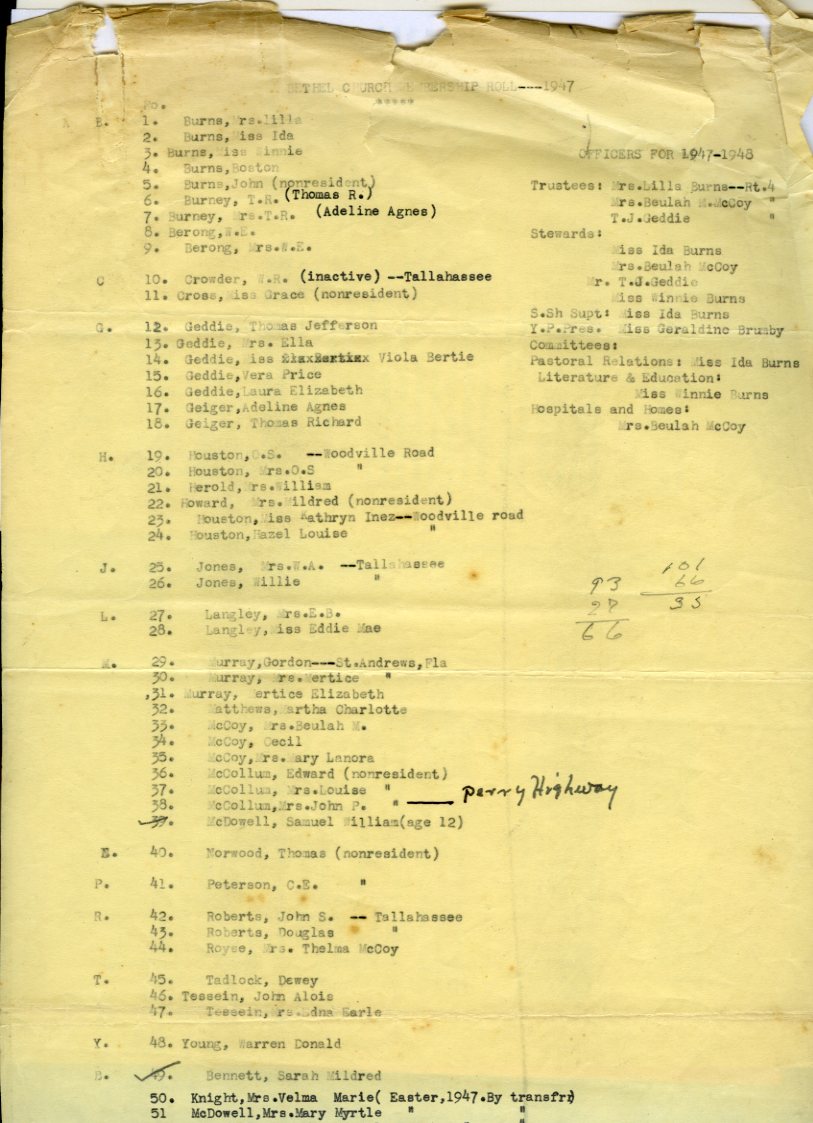 BETHEL CHURCH MEMBERSHIP ROLL---1947
*****
No.
B. 1. Burns, Mrs.Lilla
2. Burns, Miss Ida
3. Burns, Miss Winnie
4. Burns, Boston
5. Burns, John (nonresident)
6. Burney, T.R. (Thomas R.)
7. Burney, Mrs.T.R. (Adeline Agnes)
8. Berong, W.E.
9. Berong, Mrs.W.E.
C 10. Crowder, W.R. (inactive) --Tallahassee
11. Cross, Miss Grace (nonresident)
G. 12. Geddie, Thomas Jefferson
13. Geddie, Mrs. Ella
14. Geddie, Miss Viola Bertie
15. Geddie, Vera Price
16. Geddie, Laura Elizabeth
17. Geiger, Adeline Agnes
18. Geiger, Thomas Richard
H. 19. Houston, O.S. --Woodville Road
20. Houston, Mrs.O.S "
21. Herold, Mrs.William
22. Howard, Mrs.Mildred (nonresident)
23. Houston, Miss Kathryn Inez--Woodville road
24. Houston, Hazel Louise "
J. 25. Jones, Mrs.W.A. --Tallahassee
26. Jones, Willie "
L. 27. Langley, Mrs.E.B.
28. Langley, Miss Eddie Mae
M. 29. Murray, Gordon---St.Andrews, Fla
30. Murray, Mrs.Vertice "
,31. Murray, Vertice Elizabeth
32. Matthews, Martha Charlotte
33. McCoy, Mrs.Beulah M.
34. McCoy, Cecil
35. McCoy, Mrs.Mary Lanora
36. McCollum, Edward (nonresident)
37. McCollum, Mrs.Louise "
38. McCollum, Mrs.John P. " — Perry Highway
39. McDowell, Samuel William(age 12)
N. 40. Norwood, Thomas (nonresident)
P. 41. Peterson, C.E. "
R. 42. Roberts, John S. -- Tallahassee
43. Roberts, Douglas "
44. Royce, Mrs. Thelma McCoy
T. 45. Tadlock, Dewey
46. Tessein, John Alois
47. Tessein, Mrs.Edna Earle
Y. 48. Young, Warren Donald
B. 49. Bennett, Sarah Mildred
50. Knight, Mrs.Velma Marie( Easter,1947.By transfr)
51 McDowell, Mrs.Mary Myrtle " "
OFFICERS FOR 1947-1948
Trustees: Mrs.Lilla Burns--Rt.4
Mrs.Beulah M.McCoy "
T.J.Geddie "
Stewards:
Miss Ida Burns
Mrs.Beulah McCoy
Mr. T.J.Geddie
Miss Winnie Burns
S.Sh Supt: Miss Ida Burns
Y.P.Pres. Miss Geraldine Brumby
Committees:
Pastoral Relations: Miss Ida Burns
Literature & Education:
Miss Winnie Burns
Hospitals and Homes:
Mrs.Beulah McCoy
93
27
66
101
66
35